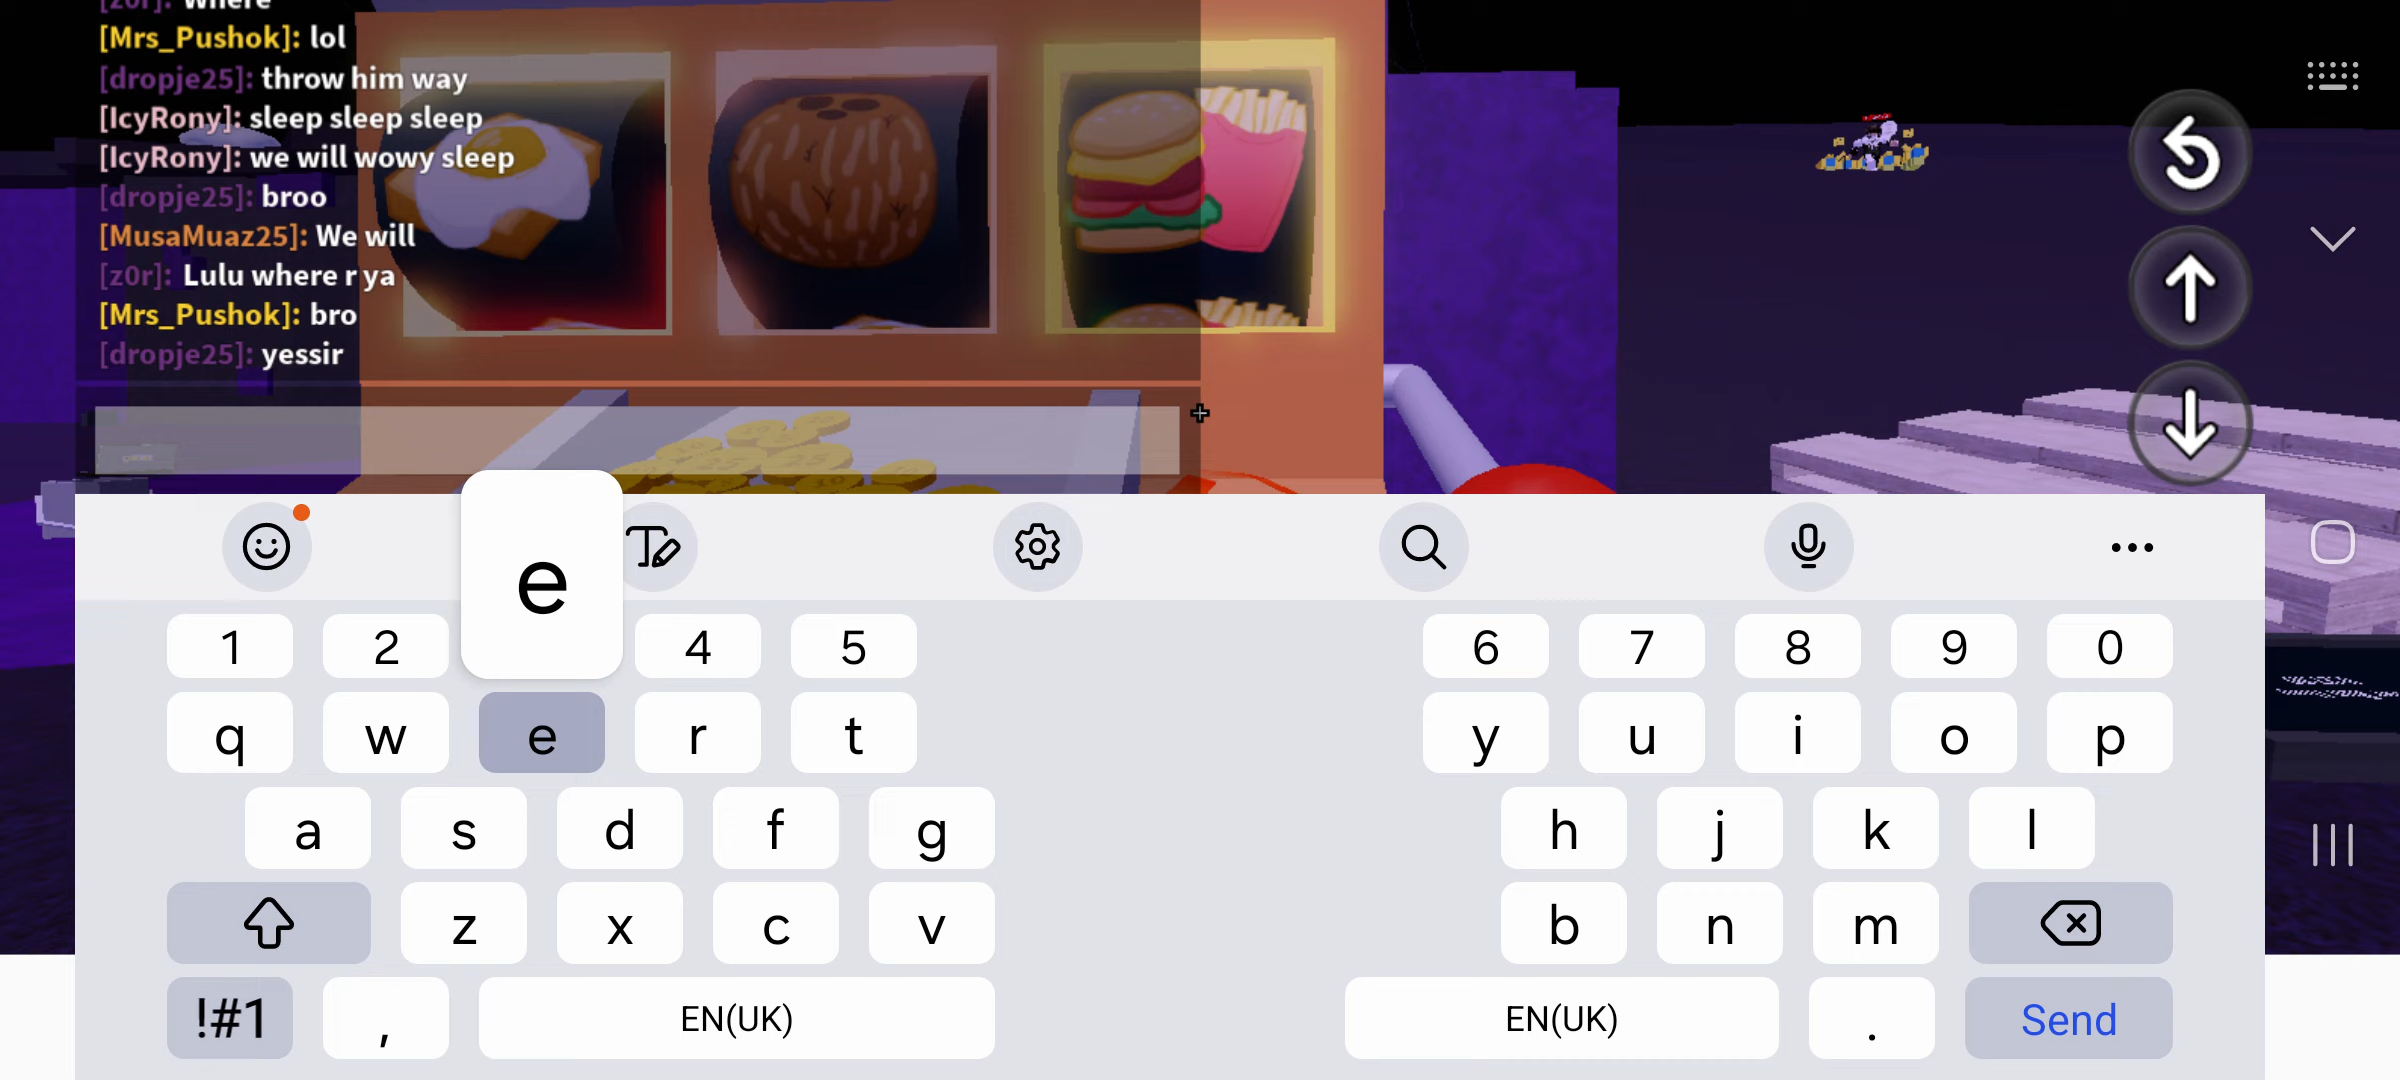 [z0r]: Where
[Mrs_Pushok]: lol
[dropje25]: throw him way
[IcyRony]: sleep sleep sleep
[IcyRony]: we will wowy sleep
[dropje25]: broo
[MusaMuaz25]: We will
[z0r]: Lulu where r ya
[Mrs_Pushok]: bro
[dropje25]: yessir
e
1 2 4 5 6 7 8 9 0
q w e r t y u i o p
a s d f g h j k l
z x c v b n m
!#1 , EN(UK) EN(UK) . Send